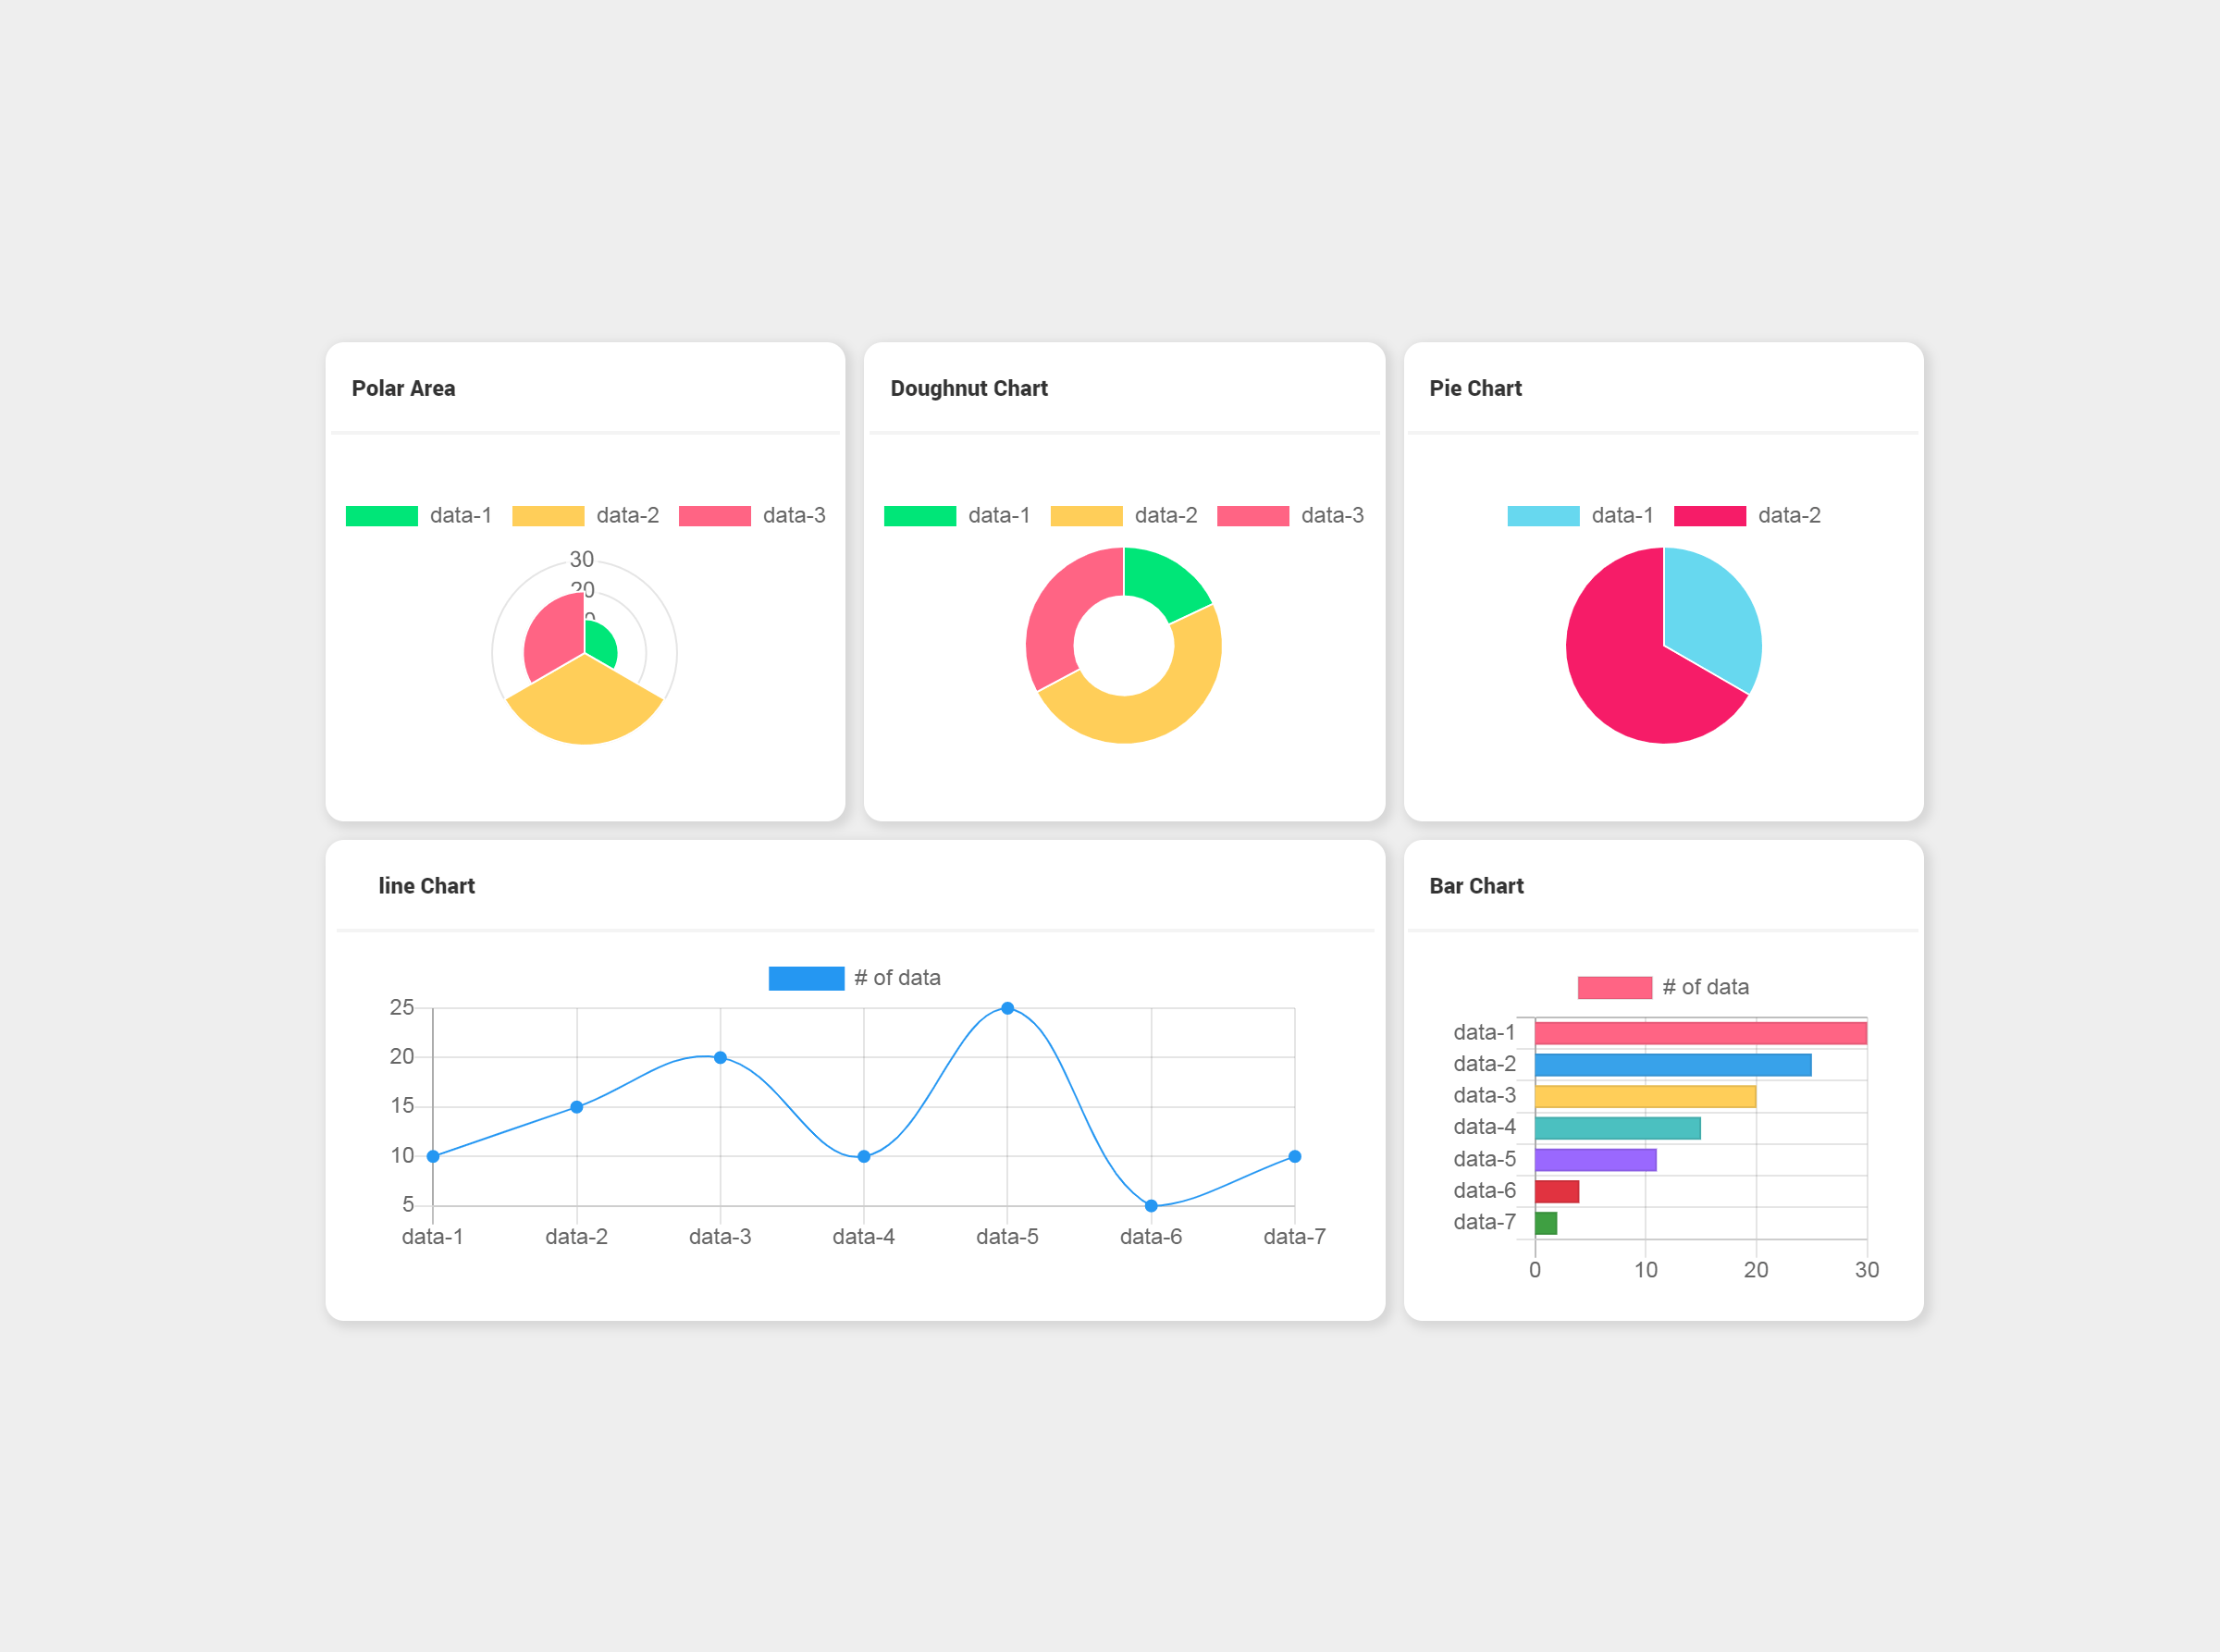 Polar Area
data-1 data-2 data-3
30
20
Doughnut Chart
data-1 data-2 data-3
Pie Chart
data-1 data-2
line Chart
# of data
25
20
15
10
5
data-1 data-2 data-3 data-4 data-5 data-6 data-7
Bar Chart
# of data
data-1
data-2
data-3
data-4
data-5
data-6
data-7
0 10 20 30